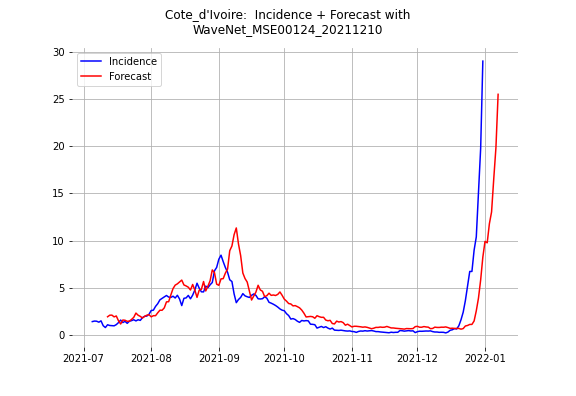 Cote_d'Ivoire:  Incidence + Forecast with
WaveNet_MSE00124_20211210
Incidence
Forecast
30
25
20
15
10
5
0
2021-07 2021-08 2021-09 2021-10 2021-11 2021-12 2022-01